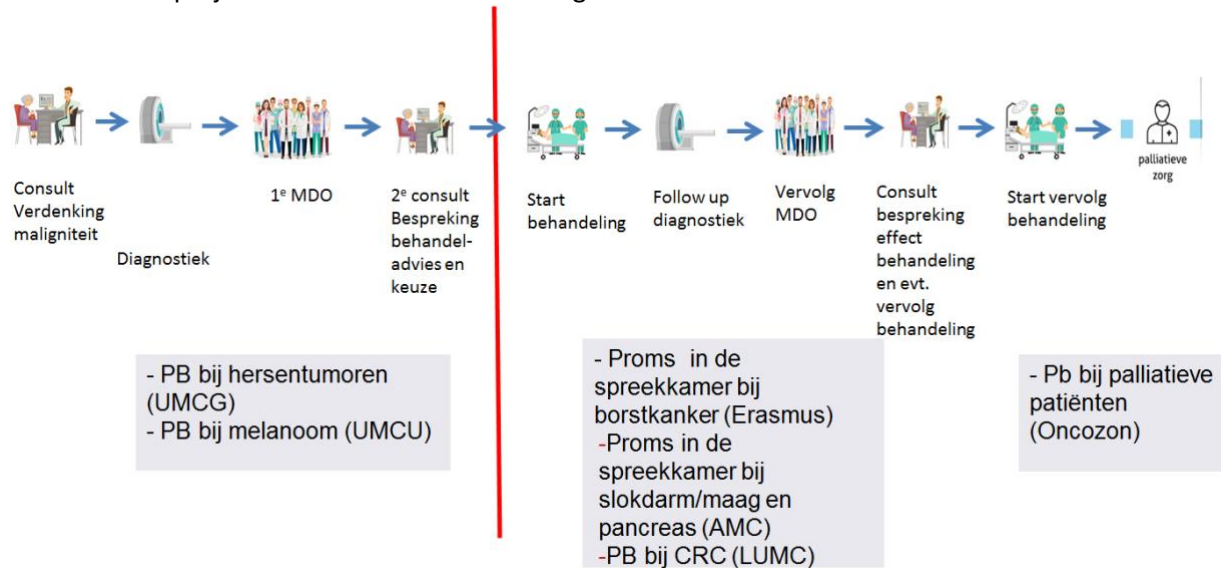 Consult
Verdenking
maligniteit
Diagnostiek
1e MDO
2e consult
Bespreking
behandel-
advies en
keuze
Start
behandeling
Follow up
diagnostiek
Vervolg
MDO
Consult
bespreking
effect
behandeling
en evt.
vervolg
behandeling
Start vervolg
behandeling
palliatieve
zorg
- PB bij hersentumoren
(UMCG)
- PB bij melanoom (UMCU)
- Proms in de
spreekkamer bij
borstkanker (Erasmus)
-Proms in de
spreekkamer bij
slokdarm/maag en
pancreas (AMC)
-PB bij CRC (LUMC)
- Pb bij palliatieve
patiënten
(Oncozon)